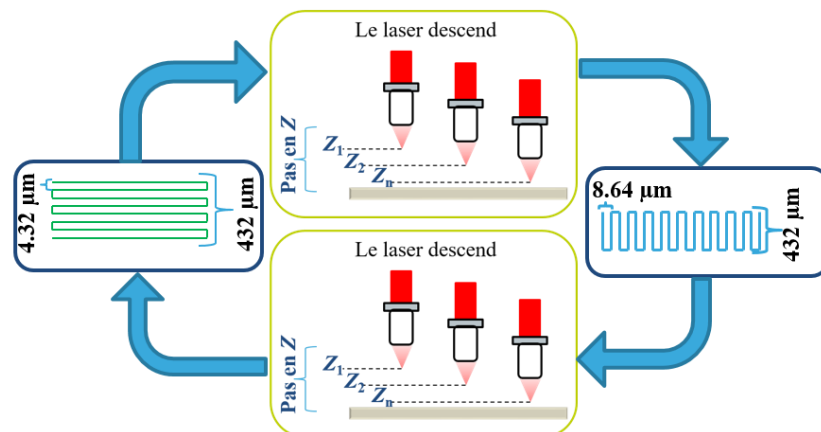 Le laser descend
Pas en Z
Z1
Z2
Zn
4.32 µm
432 µm
8.64 µm
432 µm
Le laser descend
Pas en Z
Z1
Z2
Zn